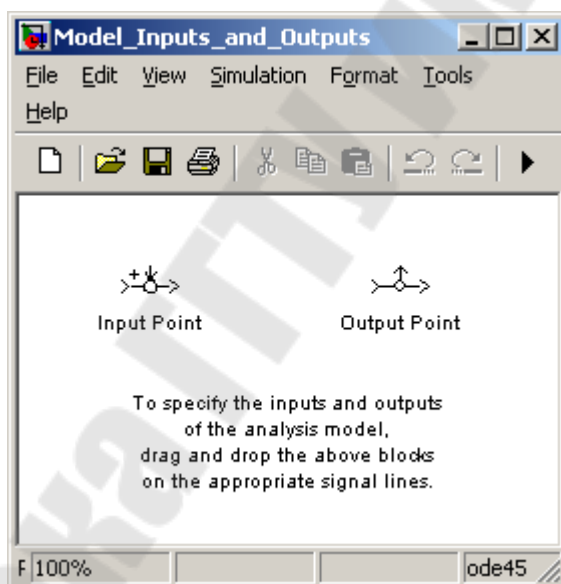 Model_Inputs_and_Outputs
File Edit View Simulation Format Tools
Help
Input Point
Output Point
To specify the inputs and outputs
of the analysis model,
drag and drop the above blocks
on the appropriate signal lines.
F 100%
ode45